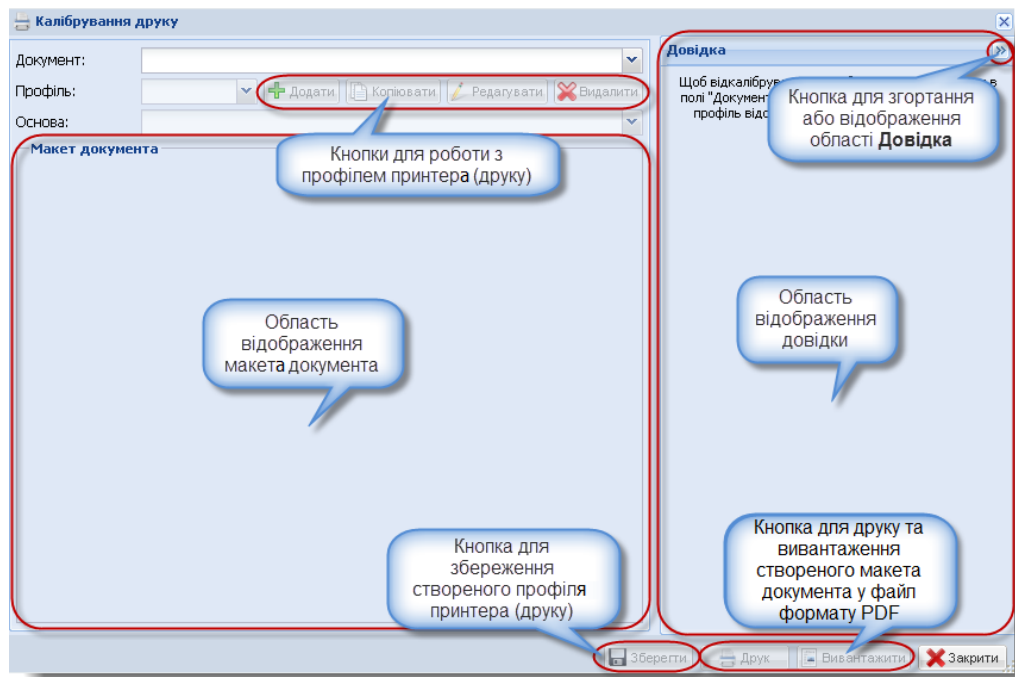 Калібрування друку
Документ:
Профіль:
Додати Копіювати Редагувати Видалити
Основа:
Макет документа
Кнопки для роботи з
профілем принтера (друку)
Область
відображення
макета документа
Кнопка для
збереження
створеного профіля
принтера (друку)
Довідка
Щоб відкалібру в
полі "Документ
профіль відо
Кнопка для згортання
або відображення
області Довідка
Область
відображення
довідки
Кнопка для друку та
вивантаження
створеного макета
документа у файл
формату PDF
Зберегти Друк Вивантажити Закрити